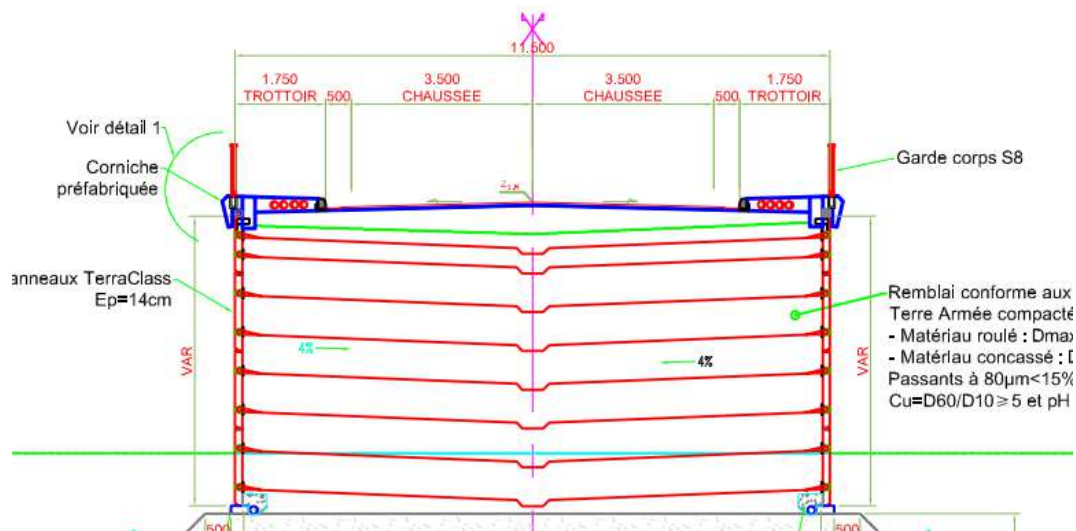 11.500
1.750
3.500
3.500
1.750
TROTTOIR
500
CHAUSSEE
CHAUSSEE
500
TROTTOIR
Voir détail 1
Corniche
préfabriquée
Garde corps S8
anneaux TerraClass
Ep=14cm
Remblai conforme aux
Terre Armée compacté
- Matériau roulé : Dmax
- Matériau concassé : D
Passants à 80µm<15%
Cu=D60/D10≥5 et pH
VAR
VAR
4%
4%
500
500